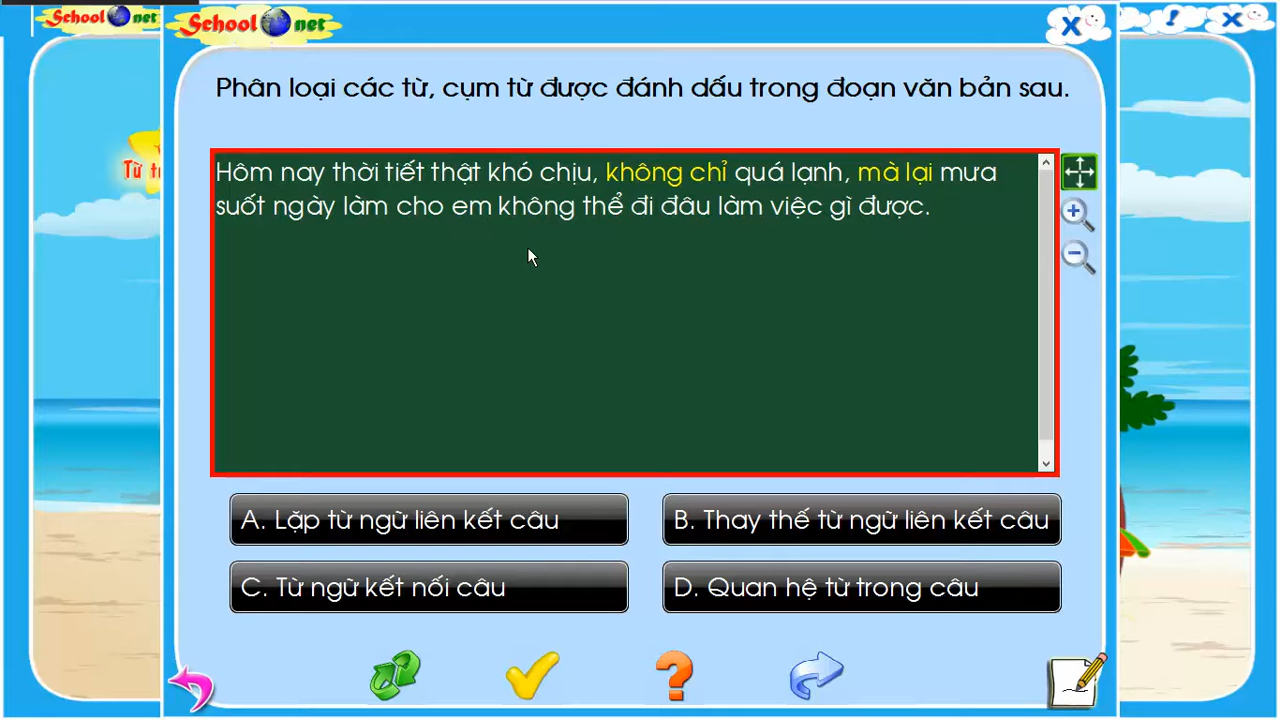 School net
School net
Phân loại các từ, cụm từ được đánh dấu trong đoạn văn bản sau.
Từ tr
Hôm nay thời tiết thật khó chịu, không chỉ quá lạnh, mà lại mưa
suốt ngày làm cho em không thể đi đâu làm việc gì được.
A. Lặp từ ngữ liên kết câu
B. Thay thế từ ngữ liên kết câu
C. Từ ngữ kết nối câu
D. Quan hệ từ trong câu